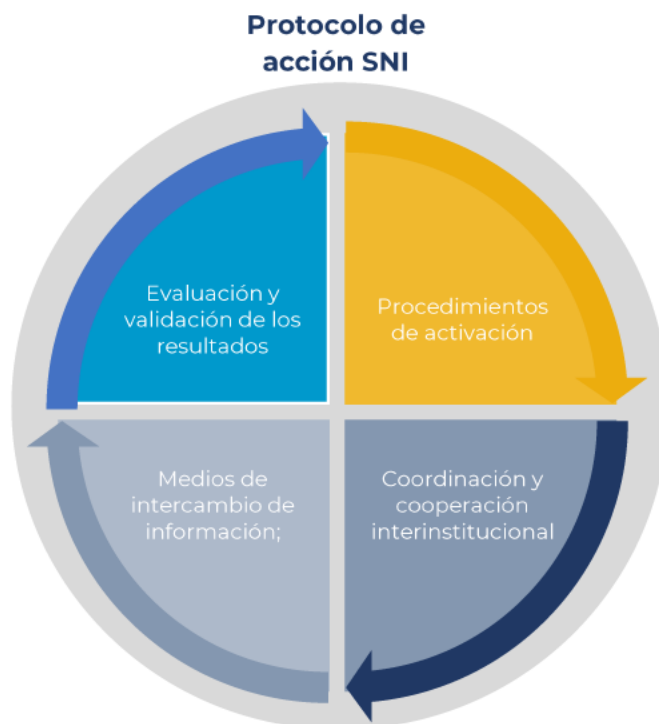 Protocolo de
acción SNI
Evaluación y
validación de los
resultados
Procedimientos
de activación
Medios de
intercambio de
información;
Coordinación y
cooperación
interinstitucional